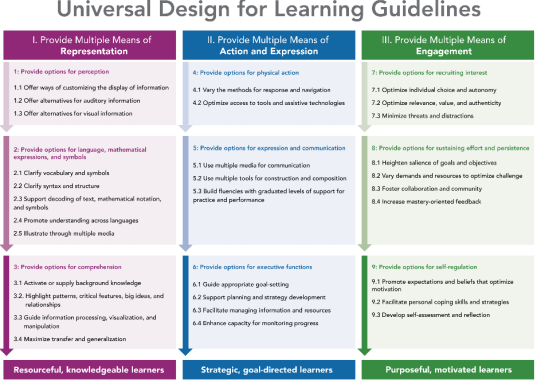 Universal Design for Learning Guidelines
I. Provide Multiple Means of
Representation
1: Provide options for perception
1.1 Offer ways of customizing the display of information
1.2 Offer alternatives for auditory information
1.3 Offer alternatives for visual information
2: Provide options for language, mathematical
expressions, and symbols
2.1 Clarify vocabulary and symbols
2.2 Clarify syntax and structure
2.3 Support decoding of text, mathematical notation,
and symbols
2.4 Promote understanding across languages
2.5 Illustrate through multiple media
3: Provide options for comprehension
3.1 Activate or supply background knowledge
3.2. Highlight patterns, critical features, big ideas, and
relationships
3.3 Guide information processing, visualization, and
manipulation
3.4 Maximize transfer and generalization
Resourceful, knowledgeable learners
II. Provide Multiple Means of
Action and Expression
4: Provide options for physical action
4.1 Vary the methods for response and navigation
4.2 Optimize access to tools and assistive technologies
5: Provide options for expression and communication
5.1 Use multiple media for communication
5.2 Use multiple tools for construction and composition
5.3 Build fluencies with graduated levels of support for
practice and performance
6: Provide options for executive functions
6.1 Guide appropriate goal-setting
6.2 Support planning and strategy development
6.3 Facilitate managing information and resources
6.4 Enhance capacity for monitoring progress
Strategic, goal-directed learners
III. Provide Multiple Means of
Engagement
7: Provide options for recruiting interest
7.1 Optimize individual choice and autonomy
7.2 Optimize relevance, value, and authenticity
7.3 Minimize threats and distractions
8: Provide options for sustaining effort and persistence
8.1 Heighten salience of goals and objectives
8.2 Vary demands and resources to optimize challenge
8.3 Foster collaboration and community
8.4 Increase mastery-oriented feedback
9: Provide options for self-regulation
9.1 Promote expectations and beliefs that optimize
motivation
9.2 Facilitate personal coping skills and strategies
9.3 Develop self-assessment and reflection
Purposeful, motivated learners